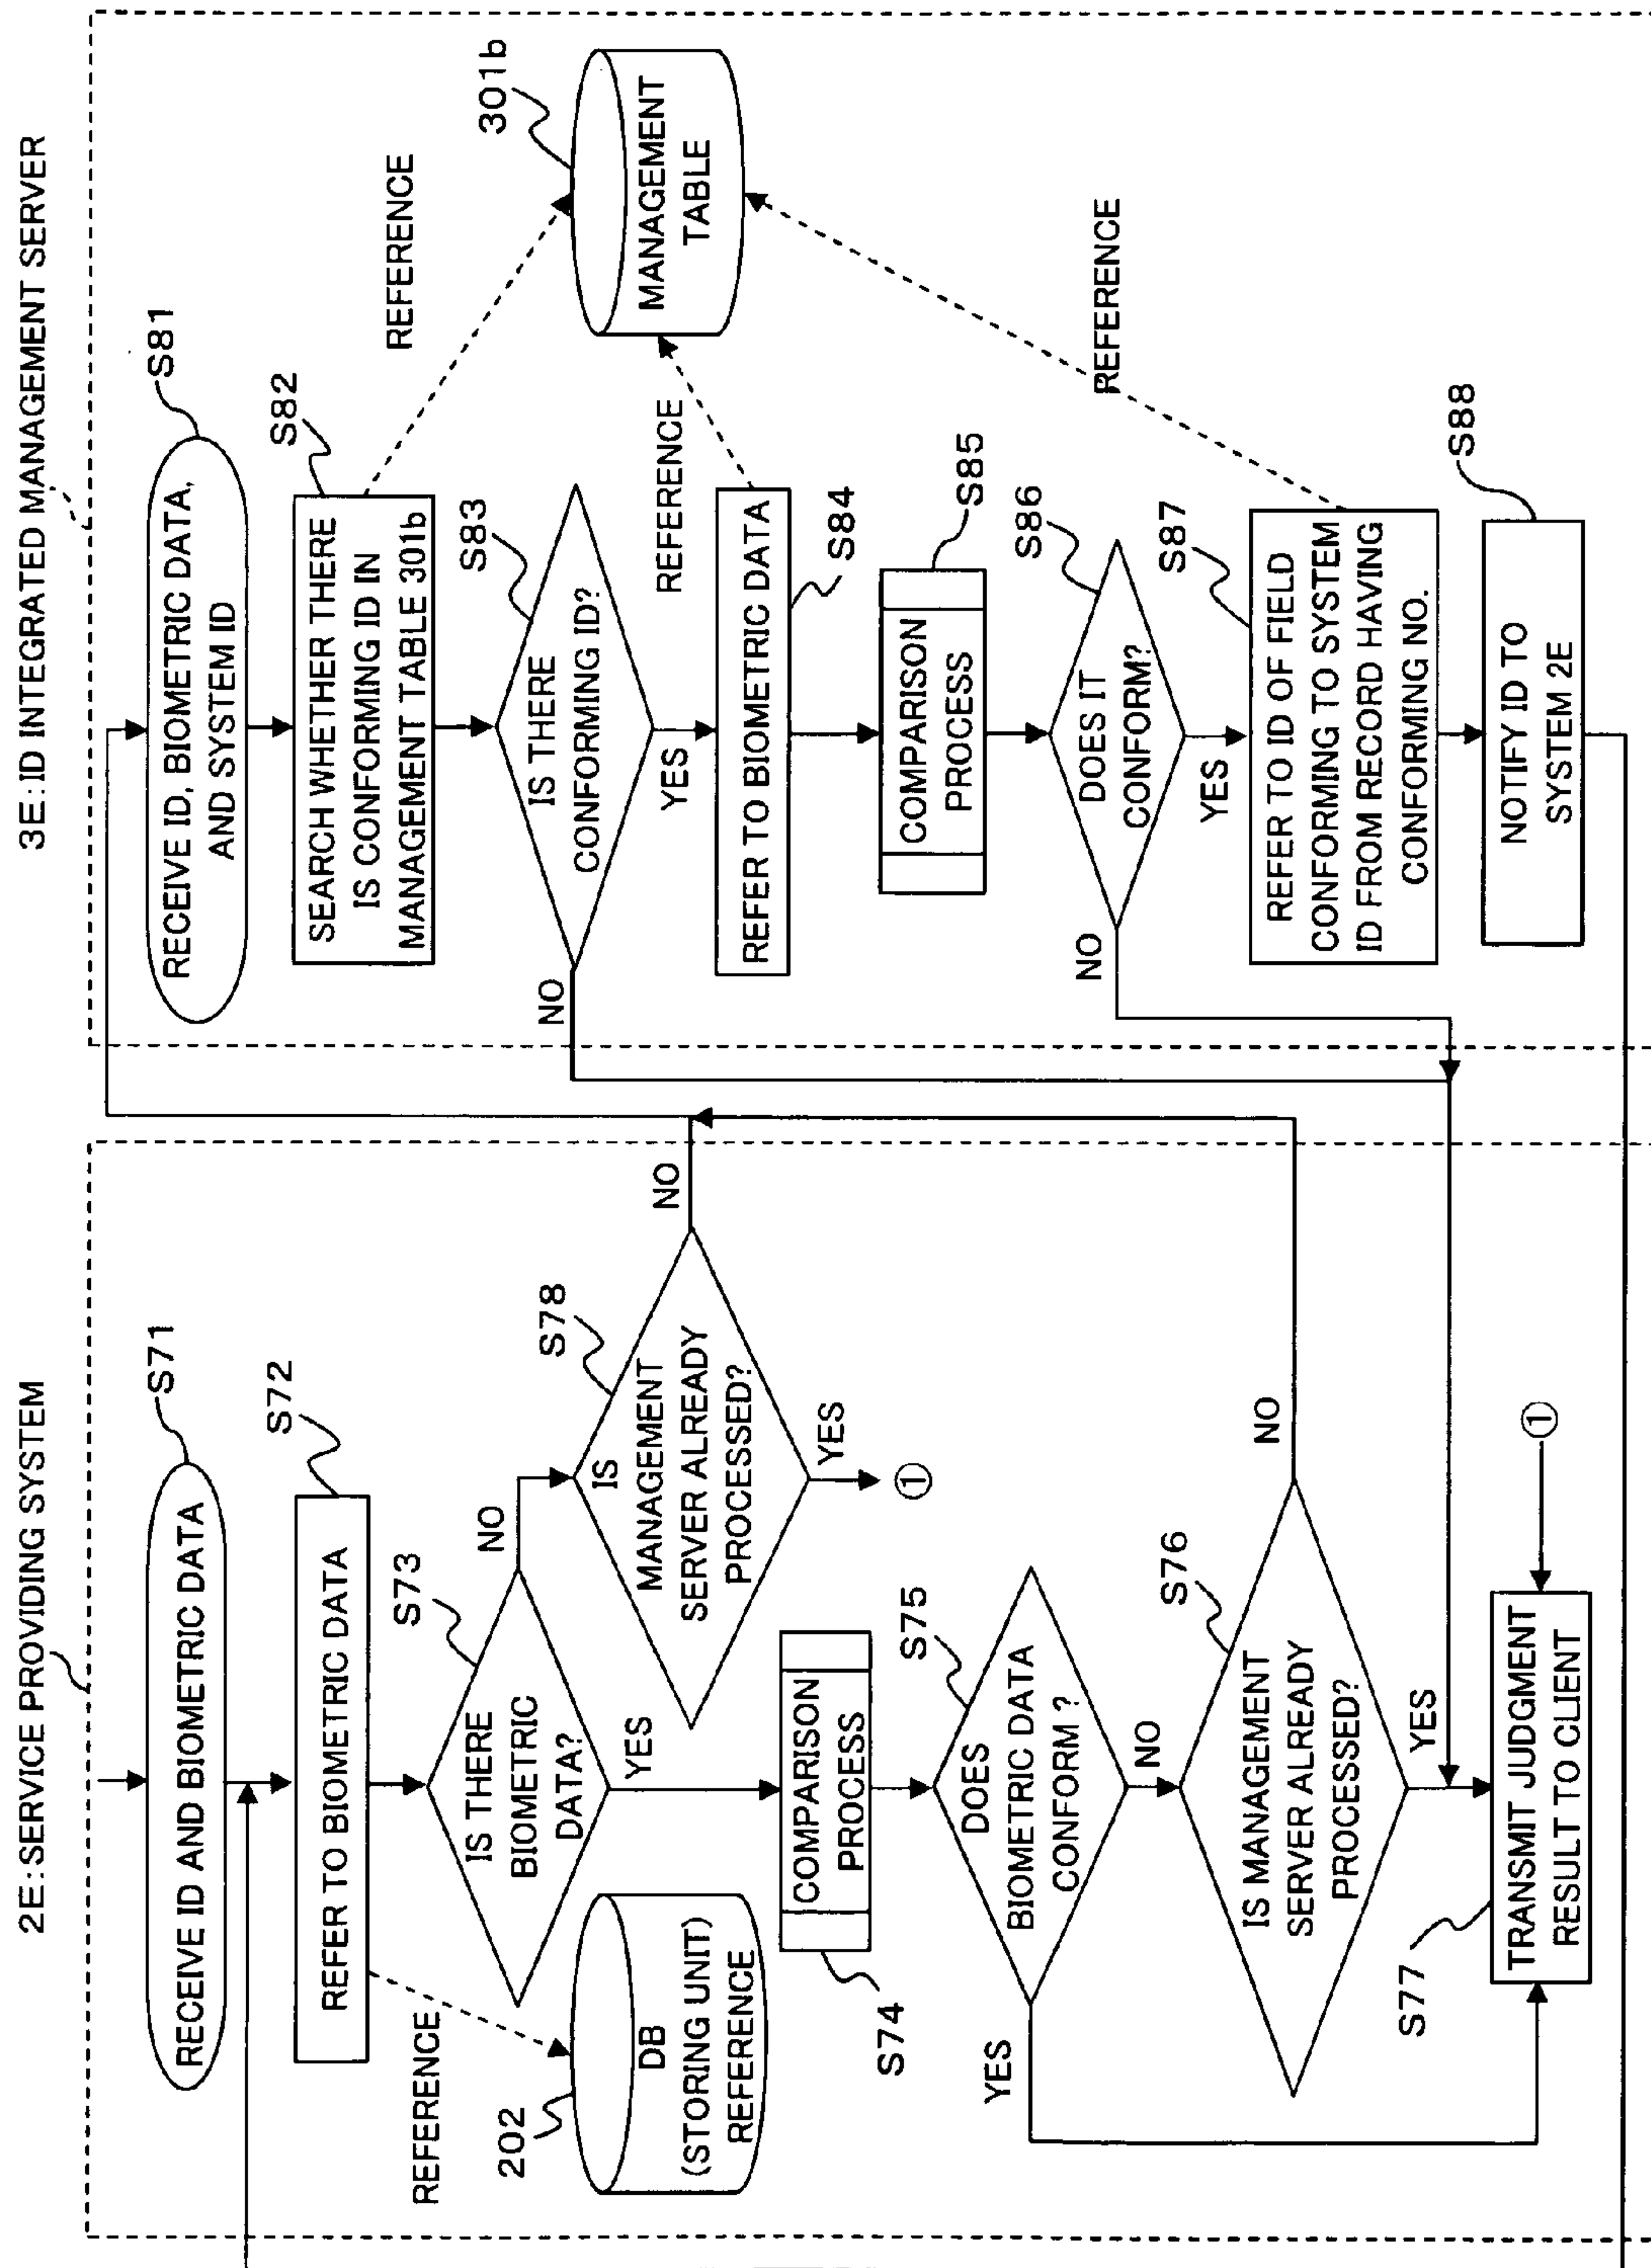 2E:SERVICE PROVIDING SYSTEM
S71
RECEIVE ID AND BIOMETRIC DATA
S72
REFER TO BIOMETRIC DATA
REFERENCE
202
DB
(STORING UNIT)
REFERENCE
S73
IS THERE
BIOMETRIC
DATA?
NO
YES
S78
IS
MANAGEMENT
SERVER ALREADY
PROCESSED?
NO
YES
①
COMPARISON
PROCESS
S74
S75
DOES
BIOMETRIC DATA
CONFORM ?
YES
NO
S76
IS MANAGEMENT
SERVER ALREADY
PROCESSED?
NO
YES
S77
TRANSMIT JUDGMENT
RESULT TO CLIENT
①
3E:ID INTEGRATED MANAGEMENT SERVER
S81
RECEIVE ID, BIOMETRIC DATA,
AND SYSTEM ID
S82
SEARCH WHETHER THERE
IS CONFORMING ID IN
MANAGEMENT TABLE 301b
REFERENCE
301b
MANAGEMENT
TABLE
S83
IS THERE
CONFORMING ID?
NO
YES
REFERENCE
REFER TO BIOMETRIC DATA
S84
COMPARISON
PROCESS
S85
S86
DOES IT
CONFORM?
NO
YES
REFERENCE
S87
REFER TO ID OF FIELD
CONFORMING TO SYSTEM
ID FROM RECORD HAVING
CONFORMING NO.
S88
NOTIFY ID TO
SYSTEM 2E